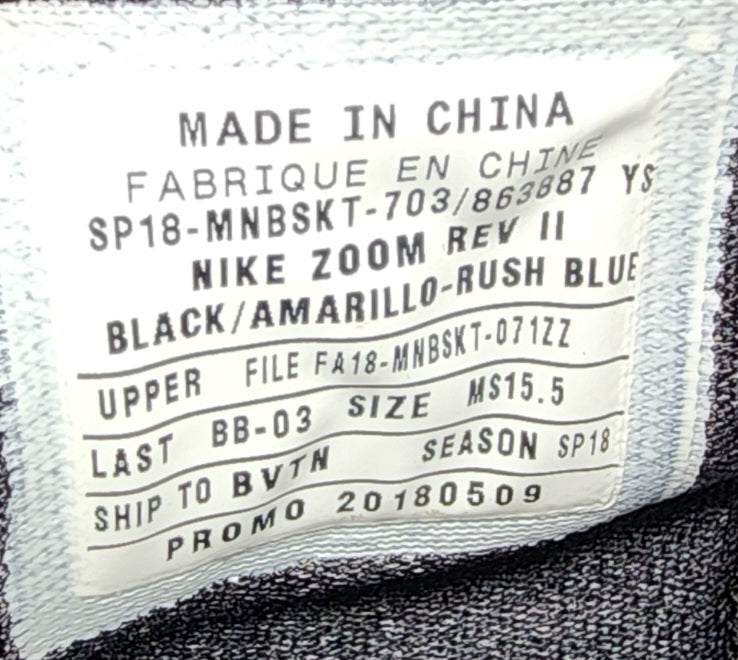 MADE IN CHINA
FABRIQUE EN CHINE
SP18-MNBSKT-703/863887 YS
NIKE ZOOM REV II
BLACK/AMARILLO-RUSH BLUE
UPPER FILE FA18-MNBSKT-071ZZ
LAST BB-03 SIZE MS15.5
SHIP TO BVTN SEASON SP18
PROMO 20180509